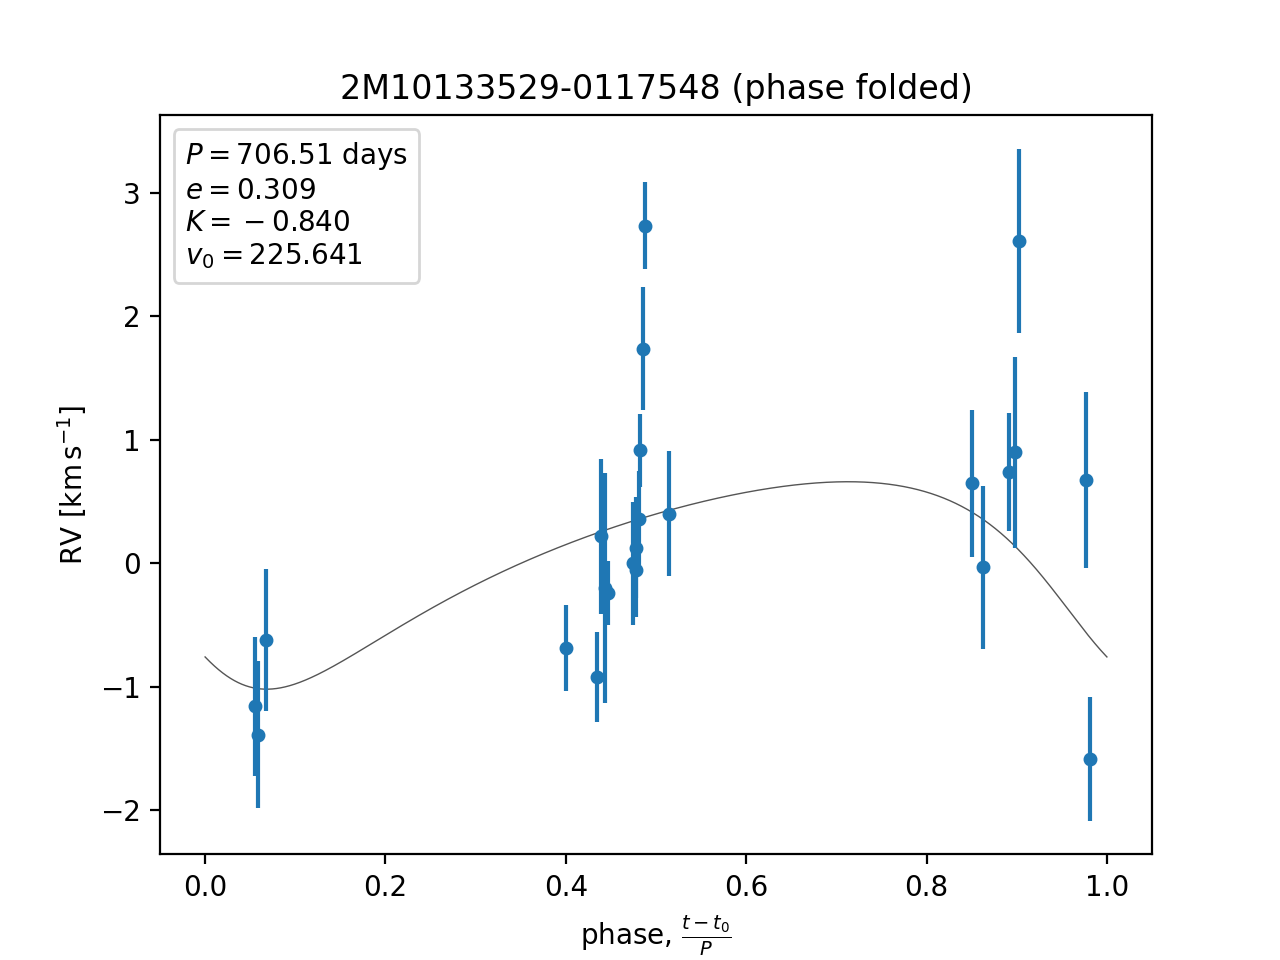 2M10133529-0117548 (phase folded)
P = 706.51 days
e = 0.309
K = −0.840
v₀ = 225.641
3
2
1
0
−1
−2
RV [km s⁻¹]
0.0 0.2 0.4 0.6 0.8 1.0
phase, (t − t₀)/P